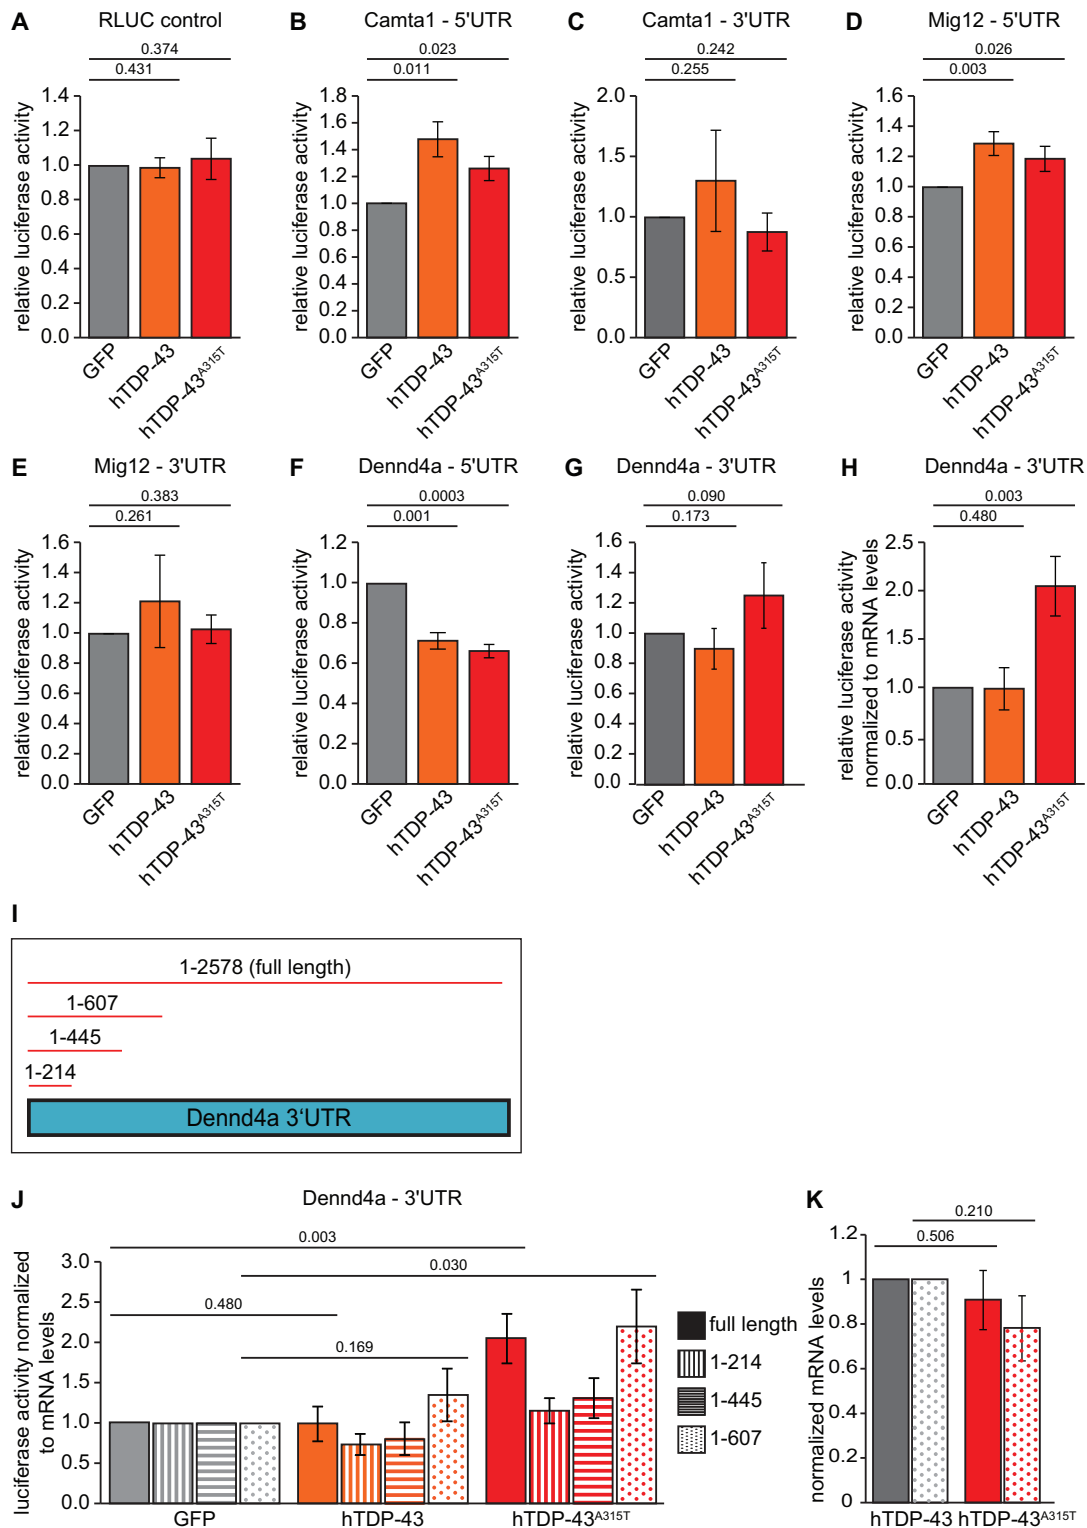 A RLUC control
0.374
0.431
relative luciferase activity
1.4
1.2
1.0
0.8
0.6
0.4
0.2
0.0
GFP
hTDP-43
hTDP-43A315T
B Camta1 - 5'UTR
0.023
0.011
relative luciferase activity
1.8
1.6
1.4
1.2
1.0
0.8
0.6
0.4
0.2
0.0
GFP
hTDP-43
hTDP-43A315T
C Camta1 - 3'UTR
0.242
0.255
relative luciferase activity
2.0
1.5
1.0
0.5
0.0
GFP
hTDP-43
hTDP-43A315T
D Mig12 - 5'UTR
0.026
0.003
relative luciferase activity
1.6
1.4
1.2
1.0
0.8
0.6
0.4
0.2
0.0
GFP
hTDP-43
hTDP-43A315T
E Mig12 - 3'UTR
0.383
0.261
relative luciferase activity
1.6
1.4
1.2
1.0
0.8
0.6
0.4
0.2
0.0
GFP
hTDP-43
hTDP-43A315T
F Dennd4a - 5'UTR
0.0003
0.001
relative luciferase activity
1.2
1.0
0.8
0.6
0.4
0.2
0.0
GFP
hTDP-43
hTDP-43A315T
G Dennd4a - 3'UTR
0.090
0.173
relative luciferase activity
1.6
1.4
1.2
1.0
0.8
0.6
0.4
0.2
0.0
GFP
hTDP-43
hTDP-43A315T
H Dennd4a - 3'UTR
0.003
0.480
relative luciferase activity
normalized to mRNA levels
2.5
2.0
1.5
1.0
0.5
0.0
GFP
hTDP-43
hTDP-43A315T
I
1-2578 (full length)
1-607
1-445
1-214
Dennd4a 3‘UTR
J Dennd4a - 3'UTR
0.003
0.030
0.480
0.169
luciferase activity normalized
to mRNA levels
3.0
2.5
2.0
1.5
1.0
0.5
0.0
GFP hTDP-43 hTDP-43A315T
full length
1-214
1-445
1-607
K
0.210
0.506
normalized mRNA levels
1.2
1
0.8
0.6
0.4
0.2
0
hTDP-43 hTDP-43A315T